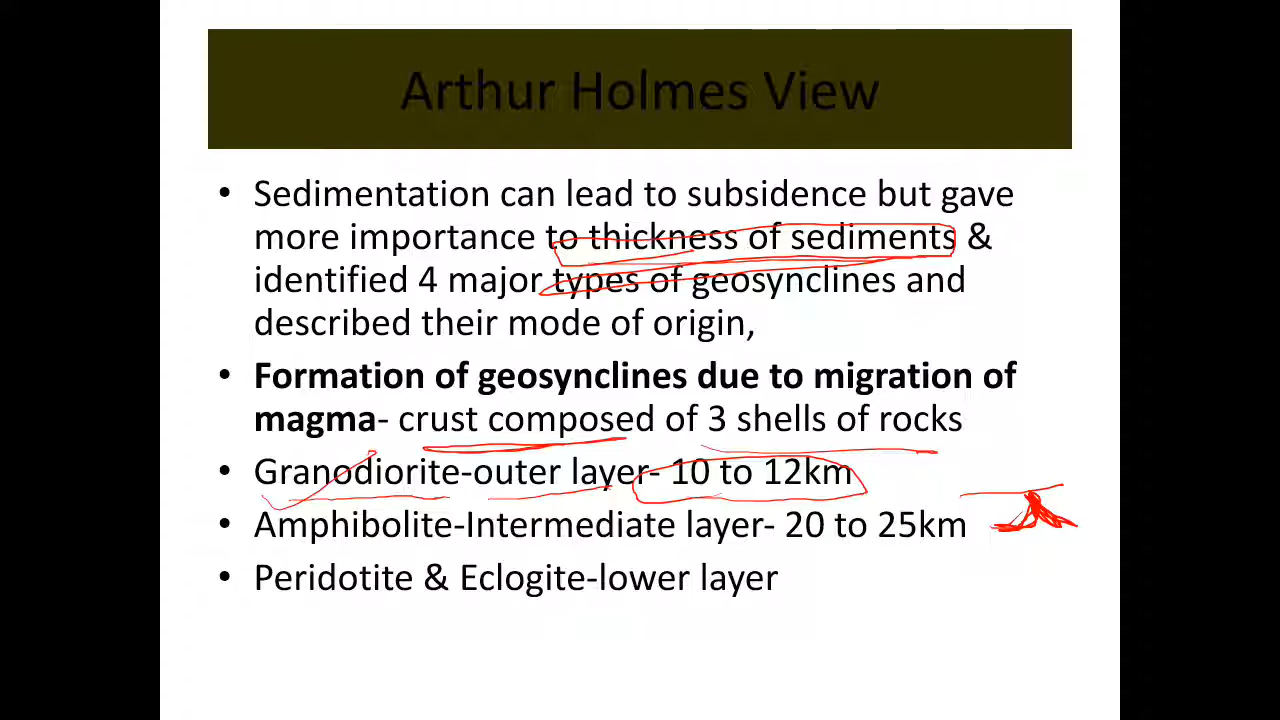 Arthur Holmes View
• Sedimentation can lead to subsidence but gave
more importance to thickness of sediments &
identified 4 major types of geosynclines and
described their mode of origin,
• Formation of geosynclines due to migration of
magma- crust composed of 3 shells of rocks
• Granodiorite-outer layer- 10 to 12km
• Amphibolite-Intermediate layer- 20 to 25km
• Peridotite & Eclogite-lower layer